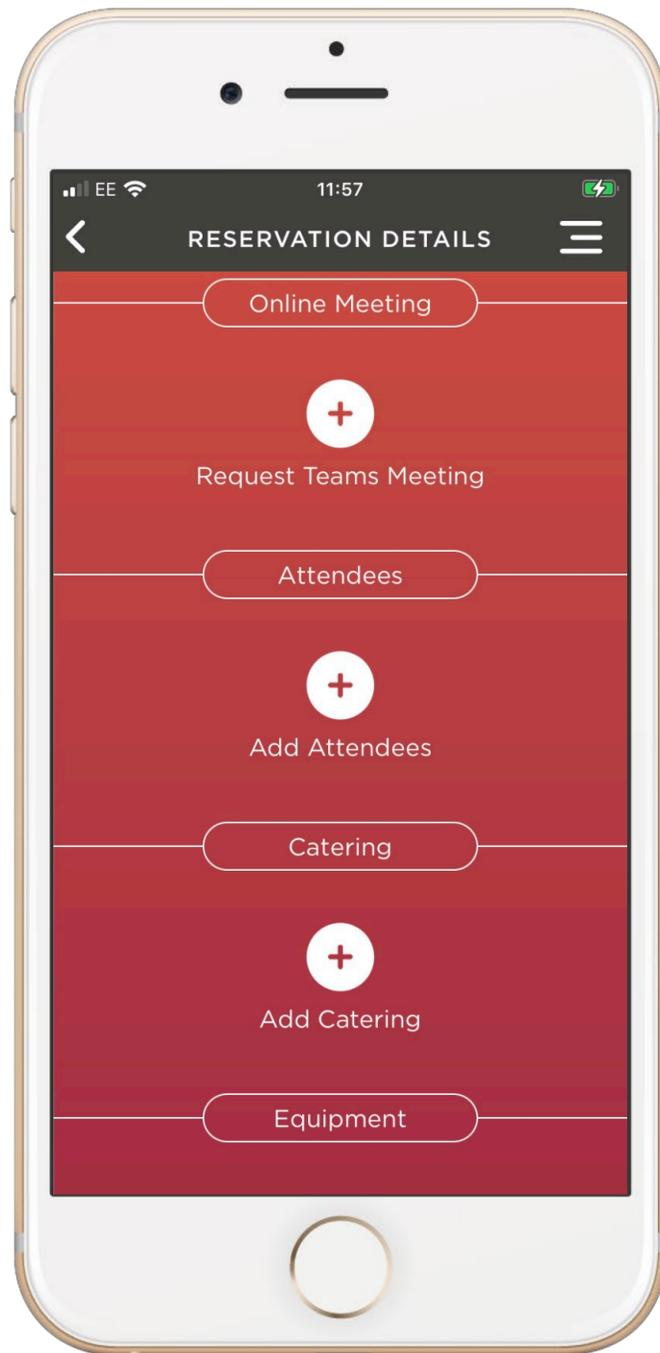 EE
11:57
RESERVATION DETAILS
Online Meeting
Request Teams Meeting
Attendees
Add Attendees
Catering
Add Catering
Equipment